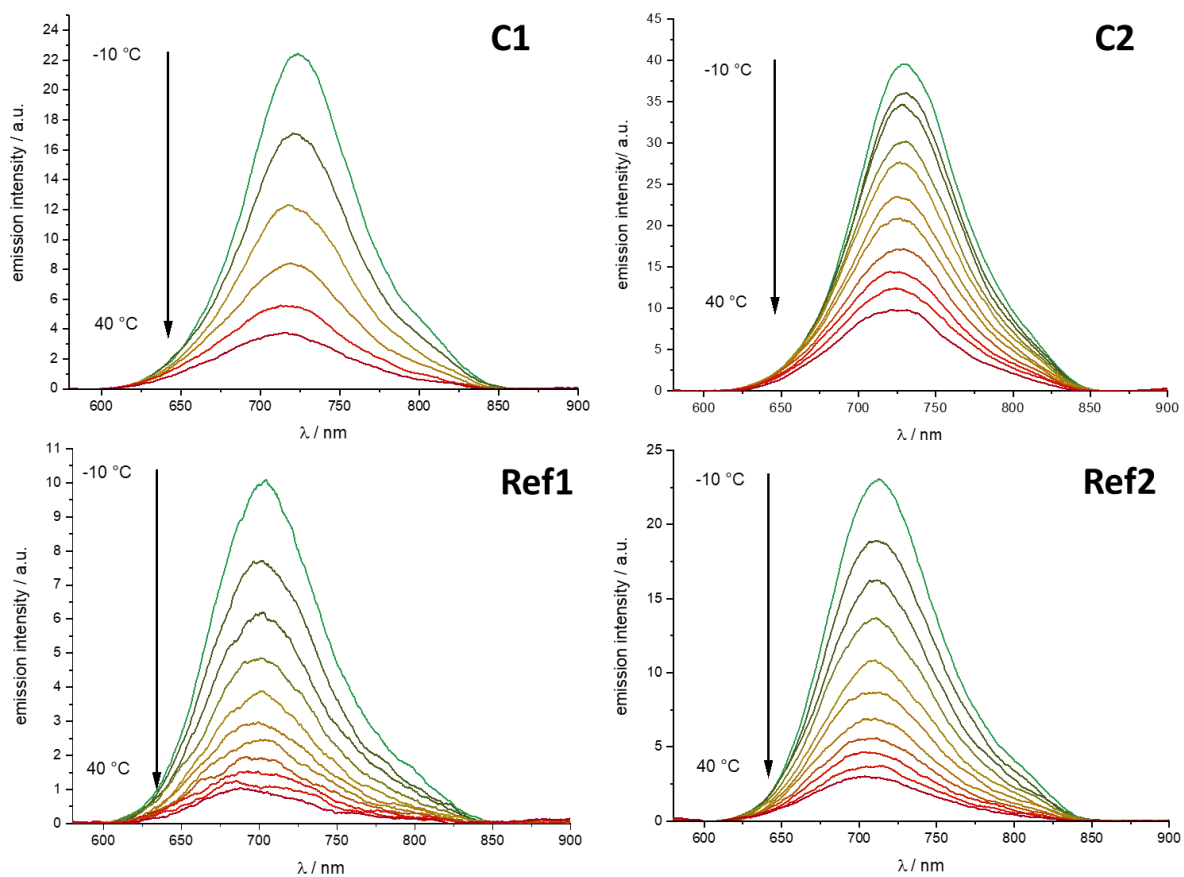 C1
-10 °C
40 °C
emission intensity / a.u.
22
20
18
16
14
12
10
8
6
4
2
0
600 650 700 750 800 850 900
λ / nm
C2
-10 °C
40 °C
emission intensity/ a.u.
45
40
35
30
25
20
15
10
5
0
600 650 700 750 800 850 900
λ / nm
Ref1
-10 °C
40 °C
emission intensity / a.u.
11
10
9
8
7
6
5
4
3
2
1
0
600 650 700 750 800 850 900
λ / nm
Ref2
-10 °C
40 °C
emission intensity / a.u.
25
20
15
10
5
0
600 650 700 750 800 850 900
λ / nm